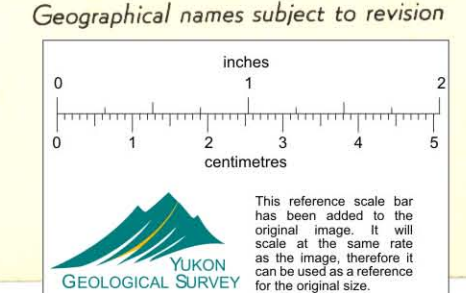 Geographical names subject to revision
inches
0 1 2
0 1 2 3 4 5
centimetres
This reference scale bar
has been added to the
original image. It will
scale at the same rate
as the image, therefore it
can be used as a reference
for the original size.
YUKON
GEOLOGICAL SURVEY